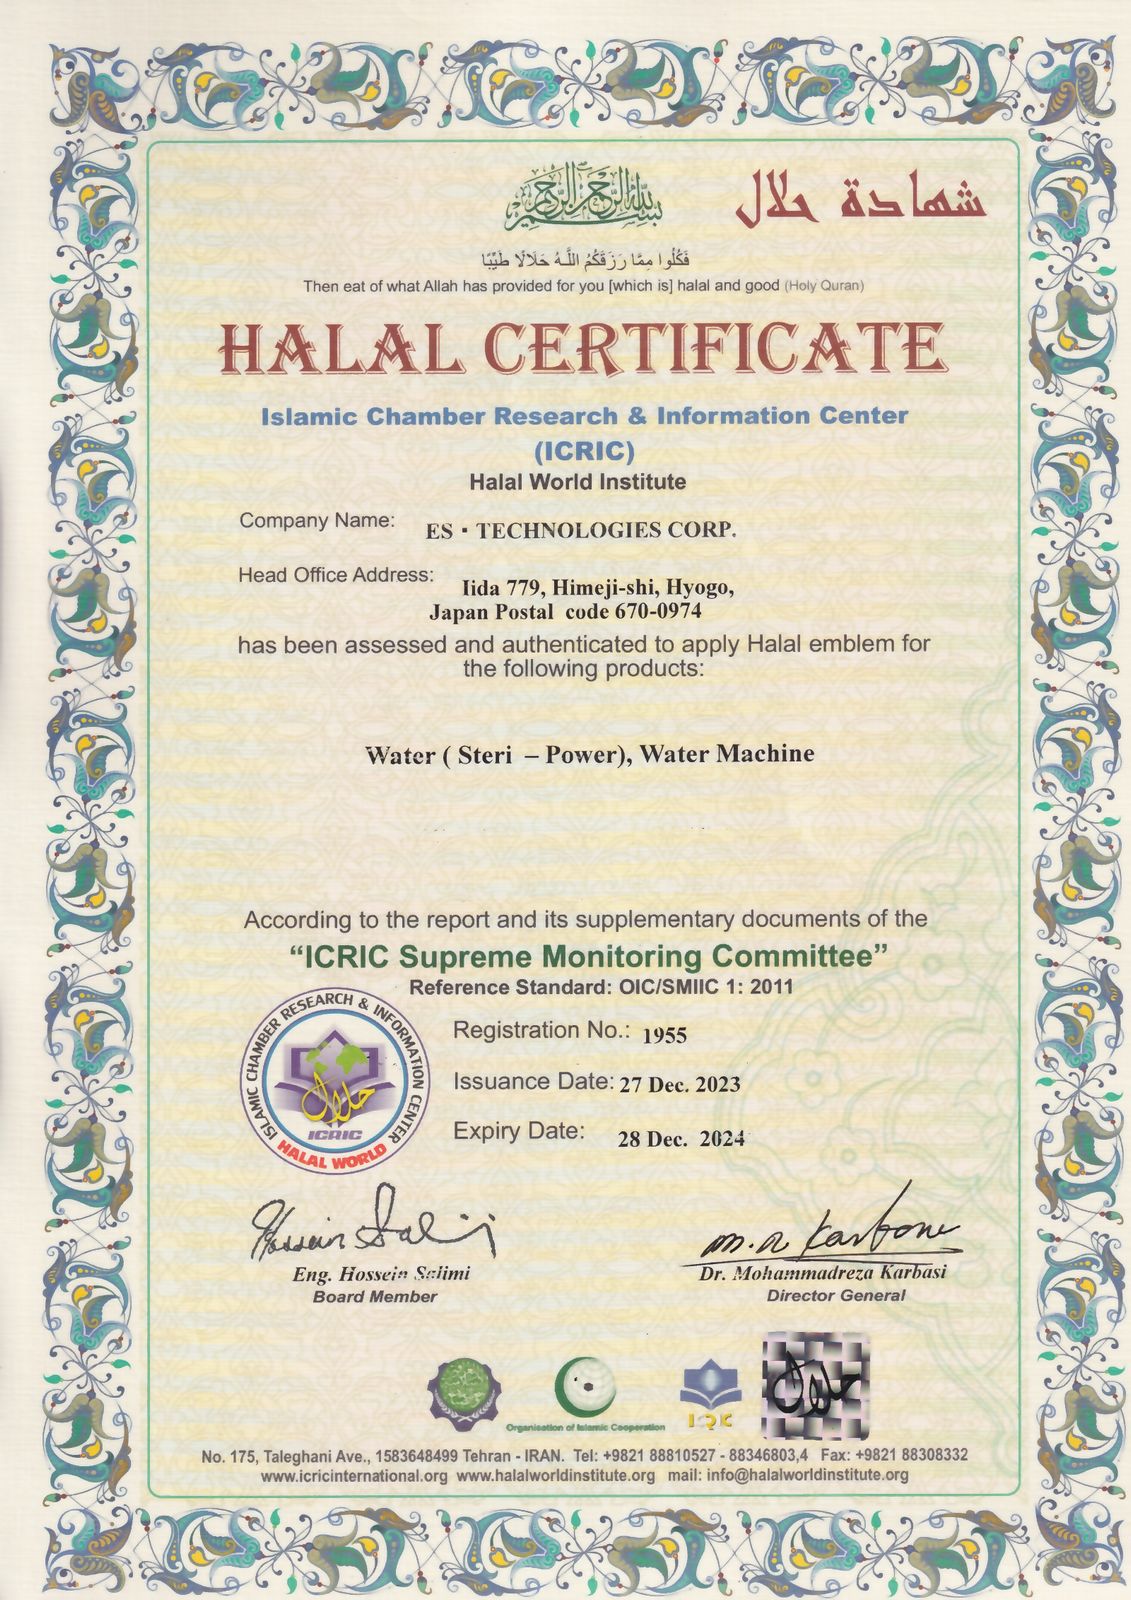 بسم الله الرحمن الرحيم
شهادة حلال
فَكُلُوا مِمَّا رَزَقَكُمُ اللَّـهُ حَلَالًا طَيِّبًا
Then eat of what Allah has provided for you [which is] halal and good (Holy Quran)
HALAL CERTIFICATE
Islamic Chamber Research & Information Center
(ICRIC)
Halal World Institute
Company Name: ES・TECHNOLOGIES CORP.
Head Office Address: Iida 779, Himeji-shi, Hyogo,
Japan Postal code 670-0974
has been assessed and authenticated to apply Halal emblem for
the following products:
Water ( Steri – Power), Water Machine
According to the report and its supplementary documents of the
“ICRIC Supreme Monitoring Committee”
Reference Standard: OIC/SMIIC 1: 2011
Registration No.: 1955
Issuance Date: 27 Dec. 2023
Expiry Date: 28 Dec. 2024
ISLAMIC CHAMBER RESEARCH & INFORMATION CENTER
حلال
ICRIC
HALAL WORLD
Hossein Salimi
m.r Karbasi
Eng. Hossein Salimi
Board Member
Dr. Mohammadreza Karbasi
Director General
Organisation of Islamic Cooperation
حلال
No. 175, Taleghani Ave., 1583648499 Tehran - IRAN. Tel: +9821 88810527 - 88346803,4 Fax: +9821 88308332
www.icricinternational.org www.halalworldinstitute.org mail: info@halalworldinstitute.org